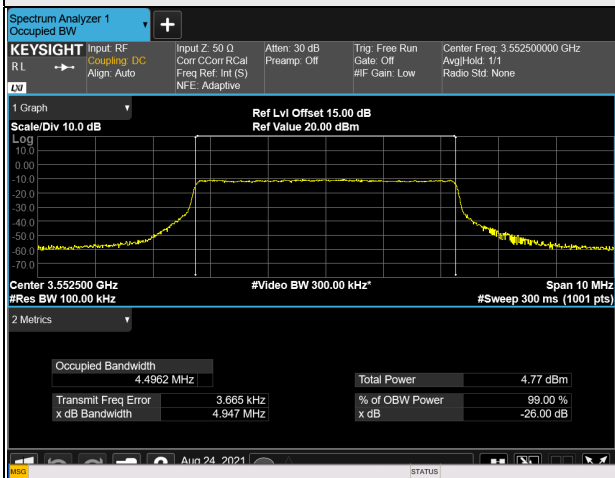 Spectrum Analyzer 1
Occupied BW
KEYSIGHT
R L
LXI
Input: RF
Coupling: DC
Align: Auto
Input Z: 50 Ω
Corr CCorr RCal
Freq Ref: Int (S)
NFE: Adaptive
Atten: 30 dB
Preamp: Off
Trig: Free Run
Gate: Off
#IF Gain: Low
Center Freq: 3.552500000 GHz
Avg|Hold: 1/1
Radio Std: None
1 Graph
Scale/Div 10.0 dB
Ref Lvl Offset 15.00 dB
Ref Value 20.00 dBm
Log
10.0
0.00
-10.0
-20.0
-30.0
-40.0
-50.0
-60.0
-70.0
Center 3.552500 GHz
#Video BW 300.00 kHz*
Span 10 MHz
#Res BW 100.00 kHz
#Sweep 300 ms (1001 pts)
2 Metrics
Occupied Bandwidth
4.4962 MHz
Total Power 4.77 dBm
Transmit Freq Error 3.665 kHz
% of OBW Power 99.00 %
x dB Bandwidth 4.947 MHz
x dB -26.00 dB
Aug 24, 2021
MSG
STATUS